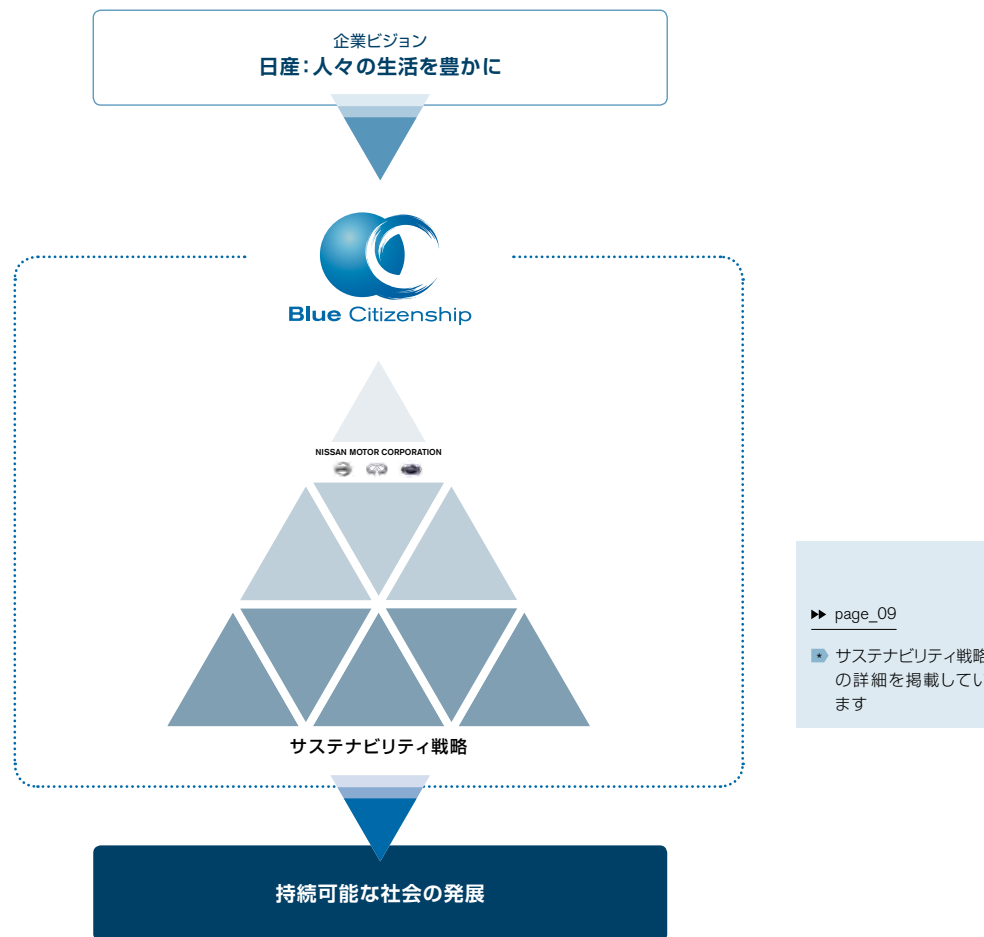 企業ビジョン
日産：人々の生活を豊かに
Blue Citizenship
NISSAN MOTOR CORPORATION
サステナビリティ戦略
持続可能な社会の発展
page_09
サステナビリティ戦略
の詳細を掲載してい
ます